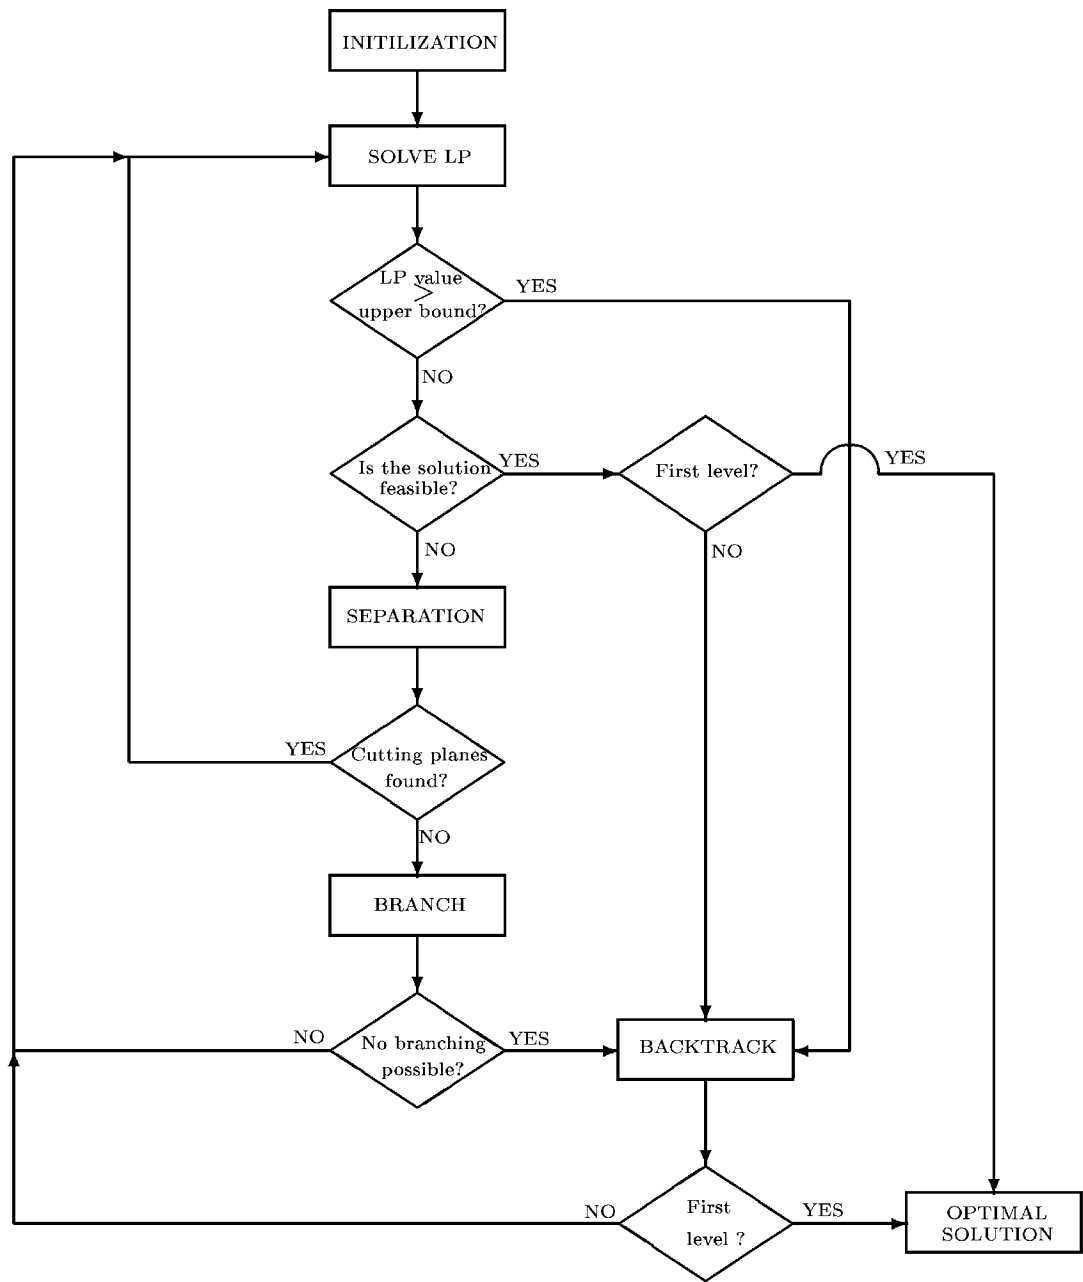 INITILIZATION
SOLVE LP
LP value
>
upper bound?
YES
NO
Is the solution
feasible?
YES
First level?
YES
NO
NO
SEPARATION
YES
Cutting planes
found?
NO
BRANCH
NO
No branching
possible?
YES
BACKTRACK
NO
First
level ?
YES
OPTIMAL
SOLUTION